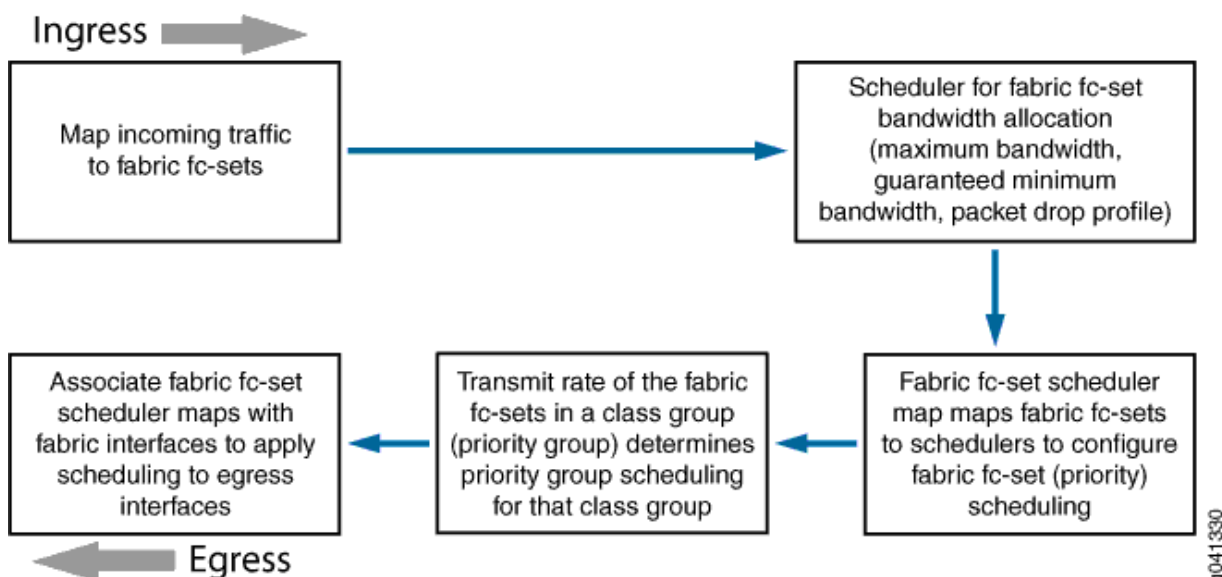 Ingress
Map incoming traffic
to fabric fc-sets
Scheduler for fabric fc-set
bandwidth allocation
(maximum bandwidth,
guaranteed minimum
bandwidth, packet drop profile)
Fabric fc-set scheduler
map maps fabric fc-sets
to schedulers to configure
fabric fc-set (priority)
scheduling
Transmit rate of the fabric
fc-sets in a class group
(priority group) determines
priority group scheduling
for that class group
Associate fabric fc-set
scheduler maps with
fabric interfaces to apply
scheduling to egress
interfaces
Egress
g041330